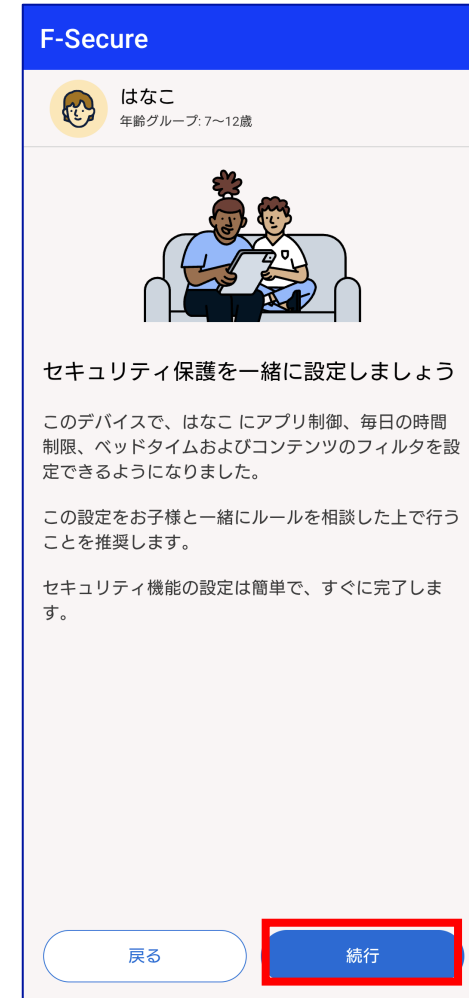 F-Secure
はなこ
年齢グループ: 7～12歳
セキュリティ保護を一緒に設定しましょう
このデバイスで、はなこ にアプリ制御、毎日の時間
制限、ベッドタイムおよびコンテンツのフィルタを設
定できるようになりました。
この設定をお子様と一緒にルールを相談した上で行う
ことを推奨します。
セキュリティ機能の設定は簡単で、すぐに完了しま
す。
戻る
続行